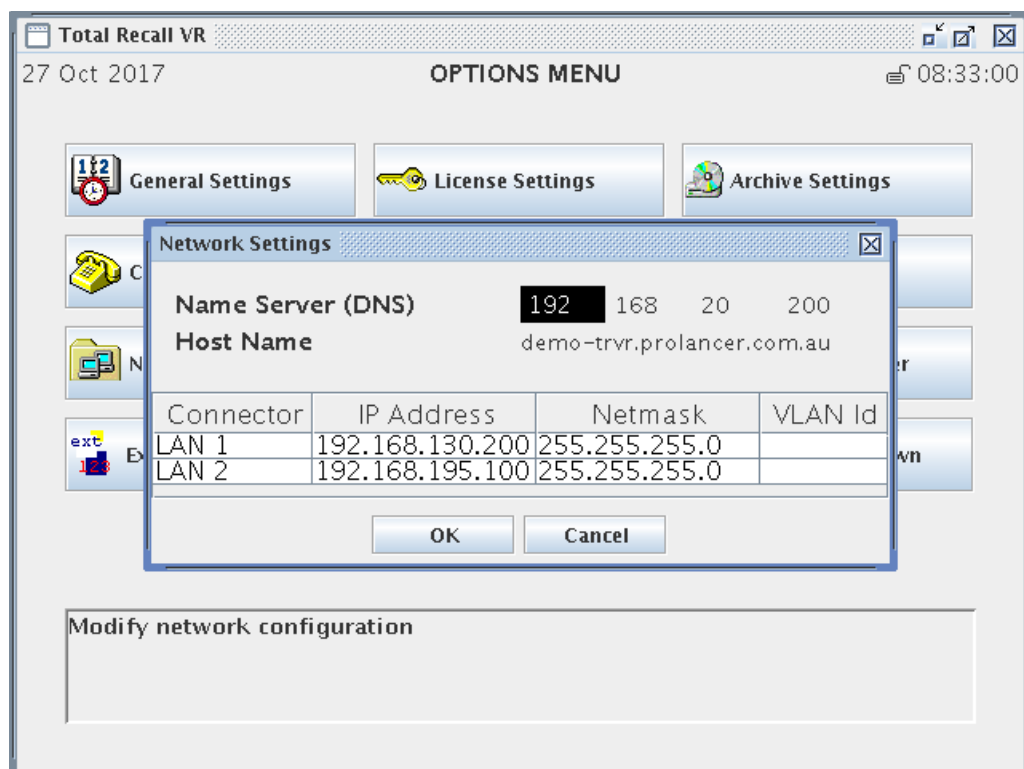 Total Recall VR
27 Oct 2017 OPTIONS MENU 08:33:00
General Settings License Settings Archive Settings
Network Settings
Name Server (DNS) 192 168 20 200
Host Name demo-trvr.prolancer.com.au
Connector IP Address Netmask VLAN Id
LAN 1 192.168.130.200 255.255.255.0
LAN 2 192.168.195.100 255.255.255.0
ext
123
OK Cancel
Modify network configuration